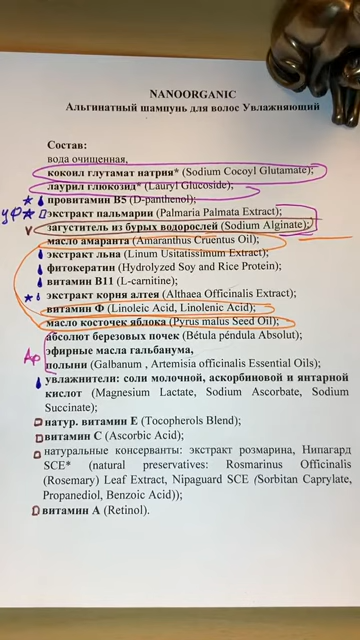 NANOORGANIC
Альгинатный шампунь для волос Увлажняюший
Состав:
вода очищенная,
кокоил глутамат натрия* (Sodium Cocoyl Glutamate);
лаурил глюкозид* (Lauryl Glucoside);
провитамин B5 (D-panthenol);
УФ экстракт пальмарии (Palmaria Palmata Extract);
загуститель из бурых водорослей (Sodium Alginate);
масло амаранта (Amaranthus Cruentus Oil);
экстракт льна (Linum Usitatissimum Extract);
фитокератин (Hydrolyzed Soy and Rice Protein);
витамин B11 (L-carnitine);
экстракт корня алтея (Althaea Officinalis Extract);
витамин Ф (Linoleic Acid, Linolenic Acid);
масло косточек яблока (Pyrus malus Seed Oil);
абсолют березовых почек (Bétula péndula Absolut);
Ар эфирные масла гальбанума,
полыни (Galbanum , Artemisia officinalis Essential Oils);
увлажнители: соли молочной, аскорбиновой и янтарной
кислот (Magnesium Lactate, Sodium Ascorbate, Sodium
Succinate);
натур. витамин Е (Tocopherols Blend);
витамин С (Ascorbic Acid);
натуральные консерванты: экстракт розмарина, Нипагард
SCE* (natural preservatives: Rosmarinus Officinalis
(Rosemary) Leaf Extract, Nipaguard SCE (Sorbitan Caprylate,
Propanediol, Benzoic Acid));
витамин А (Retinol).